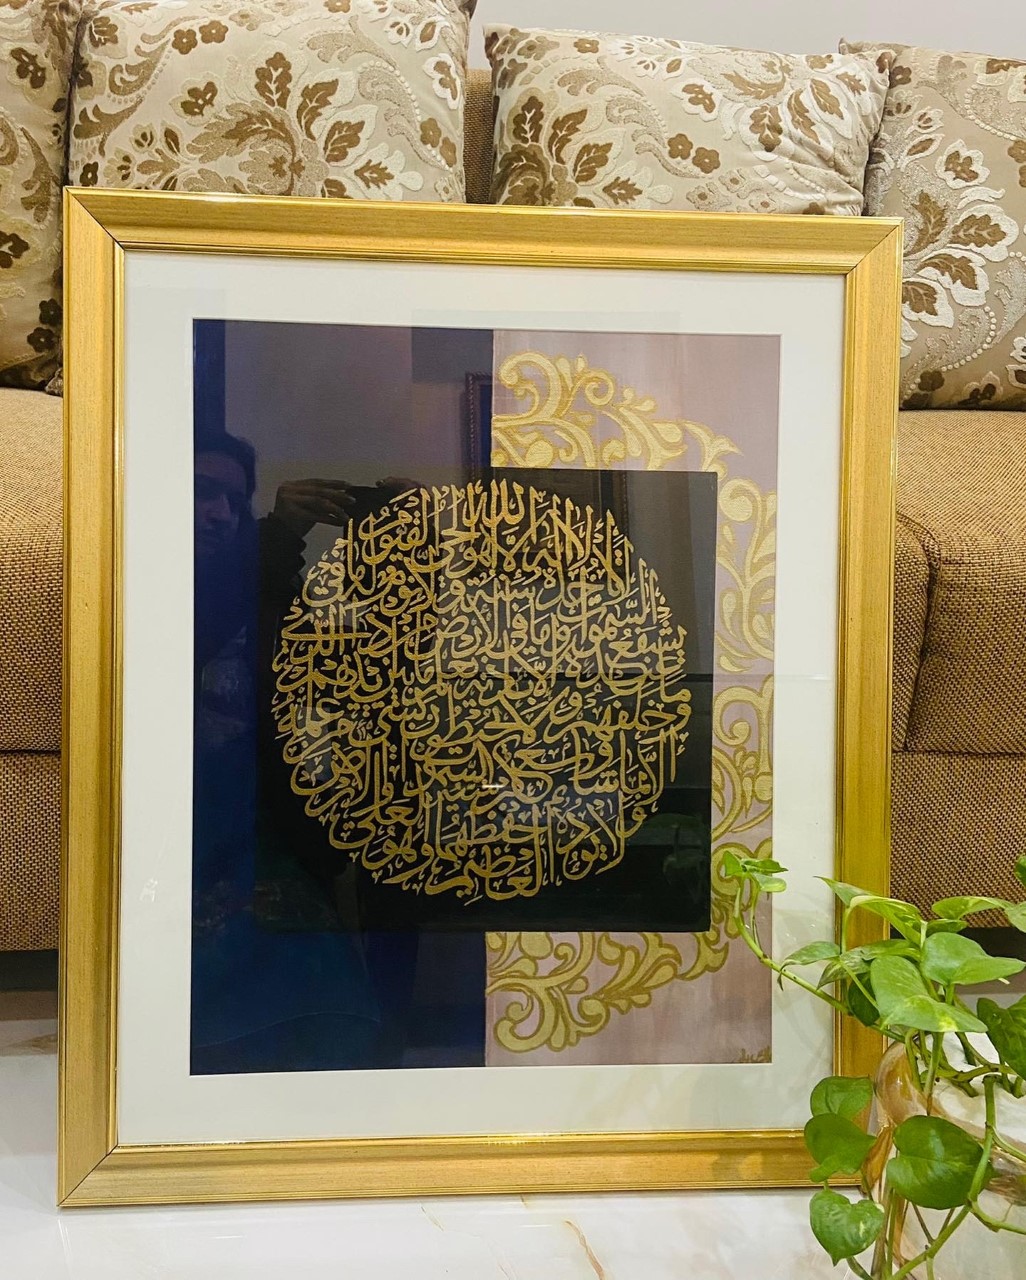 الله لا إله إلا هو الحي القيوم
لا تأخذه سنة ولا نوم له ما في
السموات وما في الأرض من ذا الذي
يشفع عنده إلا بإذنه يعلم ما بين أيديهم
وما خلفهم ولا يحيطون بشيء من علمه
إلا بما شاء وسع كرسيه السموات والأرض
ولا يؤده حفظهما وهو العلي
العظيم